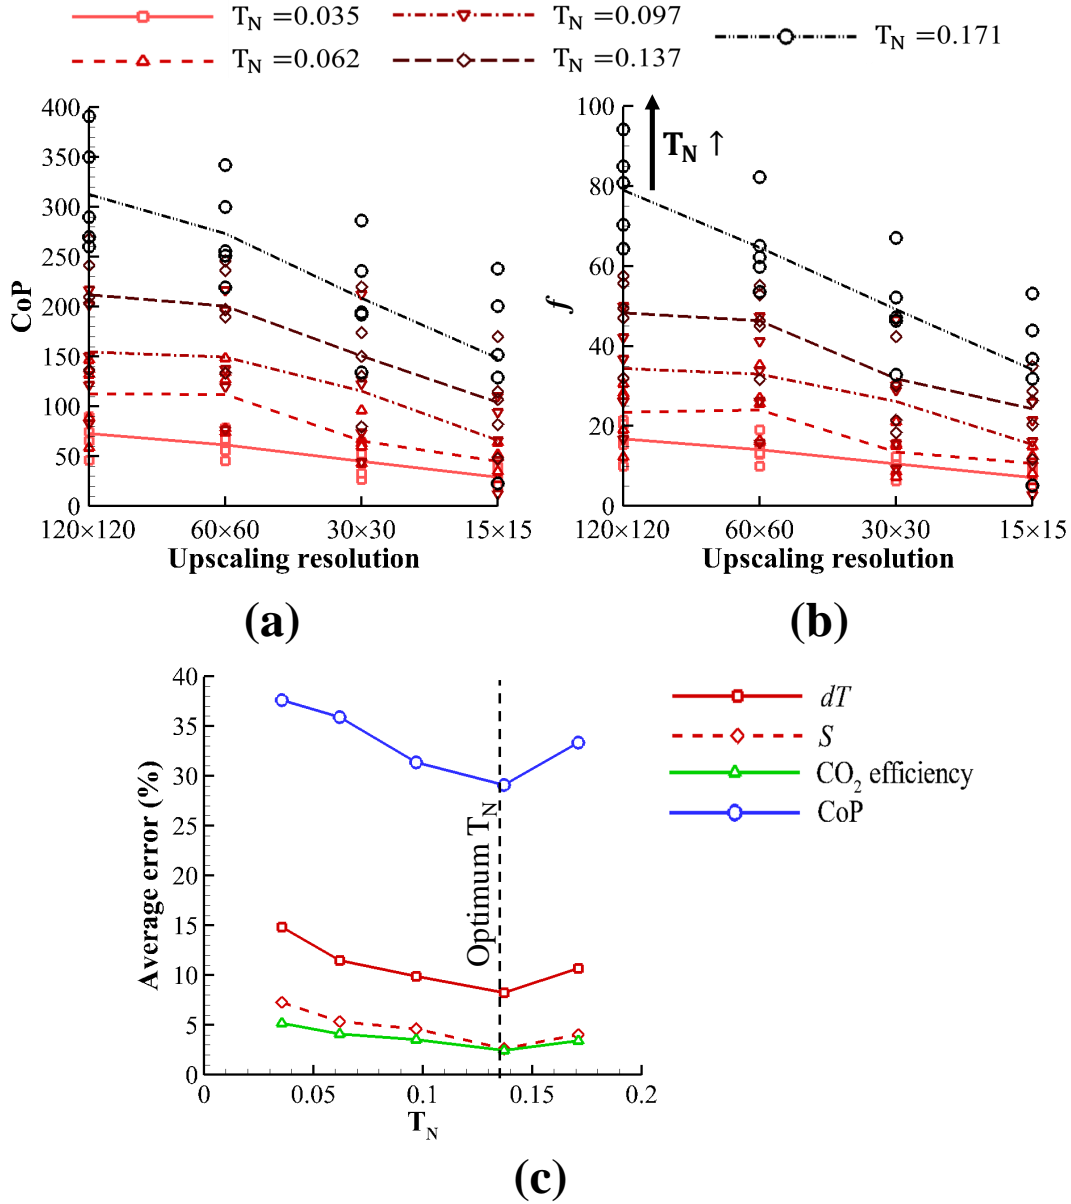 T_N =0.035 T_N =0.097 T_N =0.171
T_N =0.062 T_N =0.137
400
350
300
250
200
150
100
50
0
CoP
120×120 60×60 30×30 15×15
Upscaling resolution
(a)
100
80
60
40
20
0
f
T_N ↑
120×120 60×60 30×30 15×15
Upscaling resolution
(b)
40
35
30
25
20
15
10
5
0
Average error (%)
Optimum T_N
0 0.05 0.1 0.15 0.2
T_N
dT
S
CO₂ efficiency
CoP
(c)